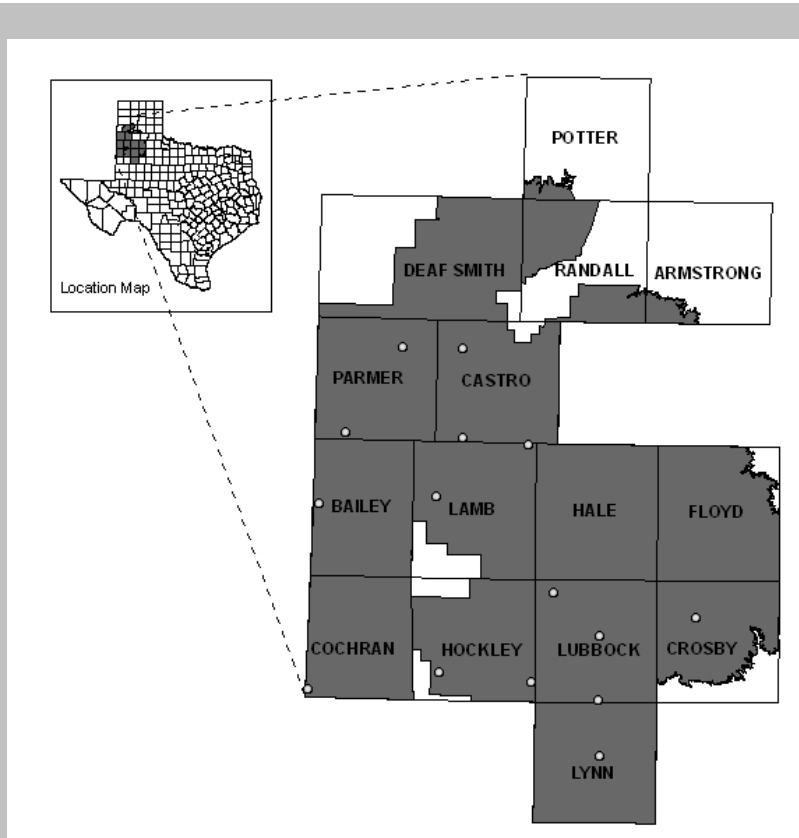 POTTER
Location Map
DEAF SMITH
RANDALL
ARMSTRONG
PARMER
CASTRO
BAILEY
LAMB
HALE
FLOYD
COCHRAN
HOCKLEY
LUBBOCK
CROSBY
LYNN